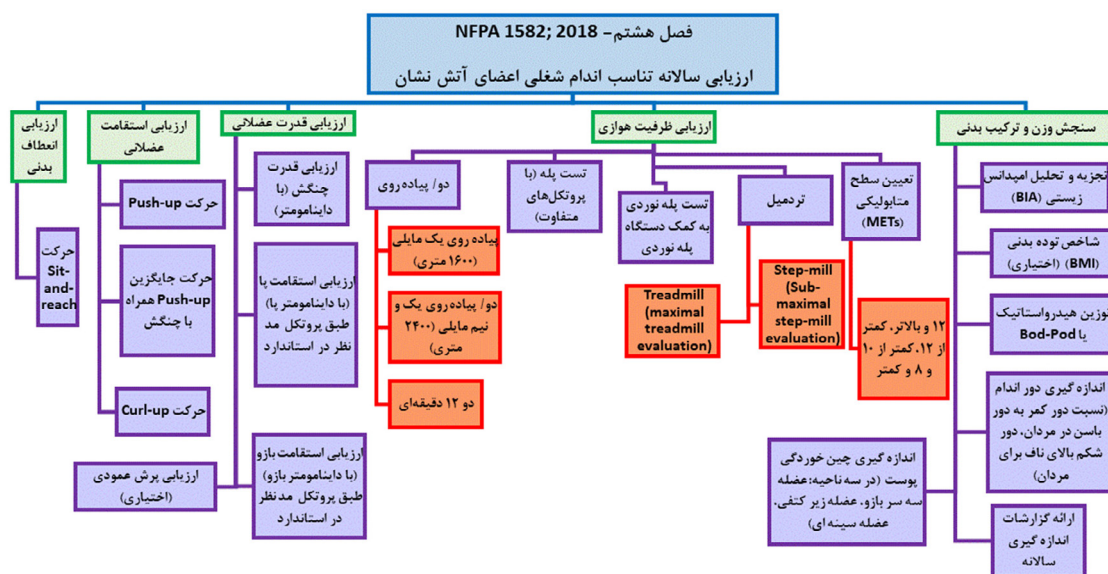 فصل هشتم- NFPA 1582; 2018
ارزیابی سالانه تناسب اندام شغلی اعضای آتش نشان
سنجش وزن و ترکیب بدنی
تجزیه و تحلیل امپدانس
زیستی (BIA)
شاخص توده بدنی
(BMI) (اختیاری)
توزین هیدرواستاتیک
یا Bod-Pod
اندازه گیری دور اندام
(نسبت دور کمر به دور
باسن در مردان، دور
شکم بالای ناف برای
مردان)
اندازه گیری چین خوردگی
پوست (در سه ناحیه: عضله
سه سر بازو، عضله زیر کتفی،
عضله سینه ای)
ارائه گزارشات
اندازه گیری
سالانه
ارزیابی ظرفیت هوازی
تعیین سطح
متابولیکی
(METs)
۱۲ و بالاتر، کمتر
از ۱۲، کمتر از ۱۰
و ۸ و کمتر
تردمیل
Step-mill
(Sub-
maximal
step-mill
evaluation)
Treadmill
(maximal
treadmill
evaluation)
تست پله نوردی
به کمک دستگاه
پله نوردی
تست پله (با
پروتکل‌های
متفاوت)
دو/ پیاده روی
پیاده روی یک مایلی
(۱۶۰۰ متری)
دو/ پیاده روی یک و
نیم مایلی (۲۴۰۰
متری)
دو ۱۲ دقیقه‌ای
ارزیابی قدرت عضلانی
ارزیابی قدرت
چنگش (با
داینامومتر)
ارزیابی استقامت پا
(با داینامومتر پا)
طبق پروتکل مد
نظر در استاندارد
ارزیابی استقامت بازو
(با داینامومتر بازو)
طبق پروتکل مدنظر
در استاندارد
ارزیابی پرش عمودی
(اختیاری)
ارزیابی استقامت
عضلانی
حرکت Push-up
حرکت جایگزین
Push-up همراه
با چنگش
حرکت Curl-up
ارزیابی
انعطاف
بدنی
حرکت
Sit-
and-
reach